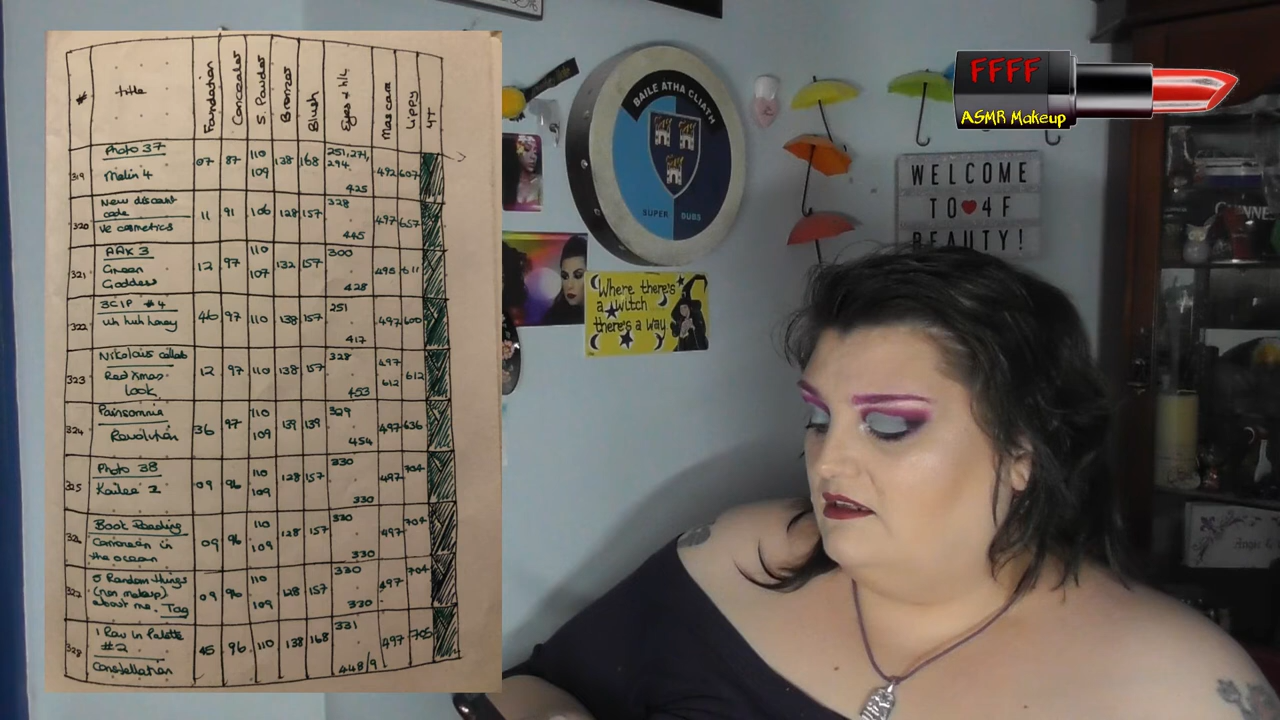 #
title
Foundation
Concealer
S. Powder
Bronzer
Blush
Eyes + h/L
Mascara
Lippy
YT
319
Photo 37
Malin 4
07
87
110
109
138
168
251, 271,
294
425
492
607
320
New discount
code
ve cosmetics
11
91
106
128
157
328
445
497
657
321
AAX 3
Green
Goddess
12
97
110
107
132
157
300
428
495
611
322
3CIP #4
uh huh honey
46
97
110
138
157
251
417
497
600
323
Nikolais collab
Red Xmas
Look
12
97
110
138
157
328
453
497
612
612
324
Painsomnia
Revolution
36
97
110
109
139
139
329
454
497
636
325
Photo 38
Kailee 2
09
96
110
109
128
157
330
330
497
704
326
Book Reading
in
the ocean
09
96
110
109
128
157
330
330
497
704
327
5 Random things
(non makeup)
about me. Tag
09
96
110
109
128
157
330
330
497
704
328
1 Row in Palette
#2
Constellation
45
96
110
138
168
331
448/9
497
705
BAILE ATHA CLIATH
SUPER DUBS
Where there's
a witch
there's a way
WELCOME
TO ♥ 4F
BEAUTY!
FFFF
ASMR Makeup